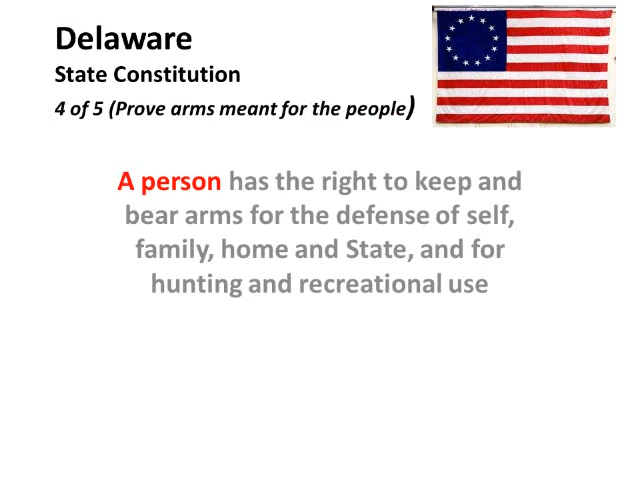 Delaware
State Constitution
4 of 5 (Prove arms meant for the people)
A person has the right to keep and
bear arms for the defense of self,
family, home and State, and for
hunting and recreational use